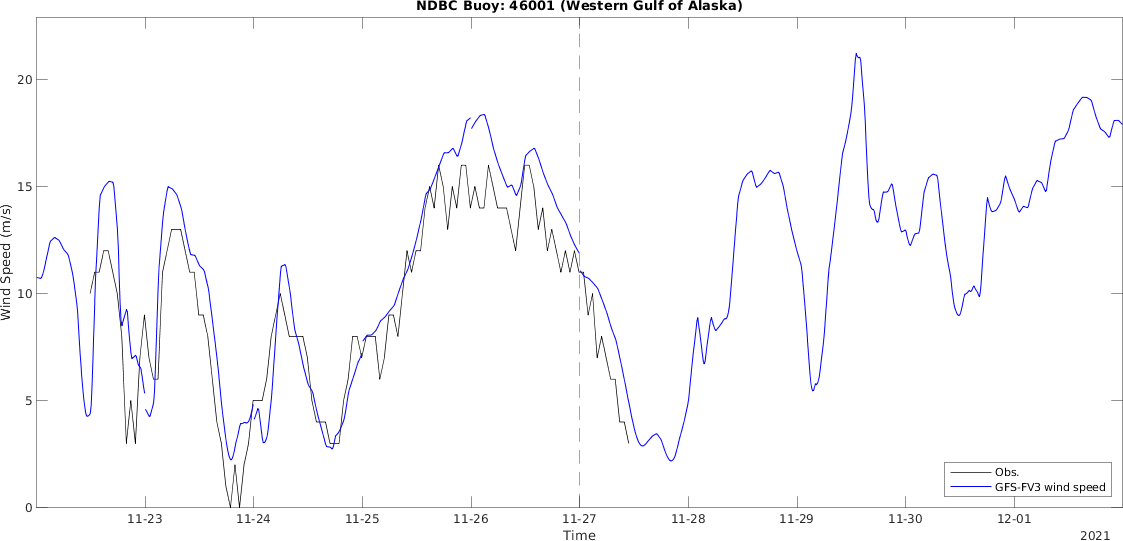 NDBC Buoy: 46001 (Western Gulf of Alaska)
Wind Speed (m/s)
20
15
10
5
0
11-23 11-24 11-25 11-26 11-27 11-28 11-29 11-30 12-01
Time
2021
Obs.
GFS-FV3 wind speed